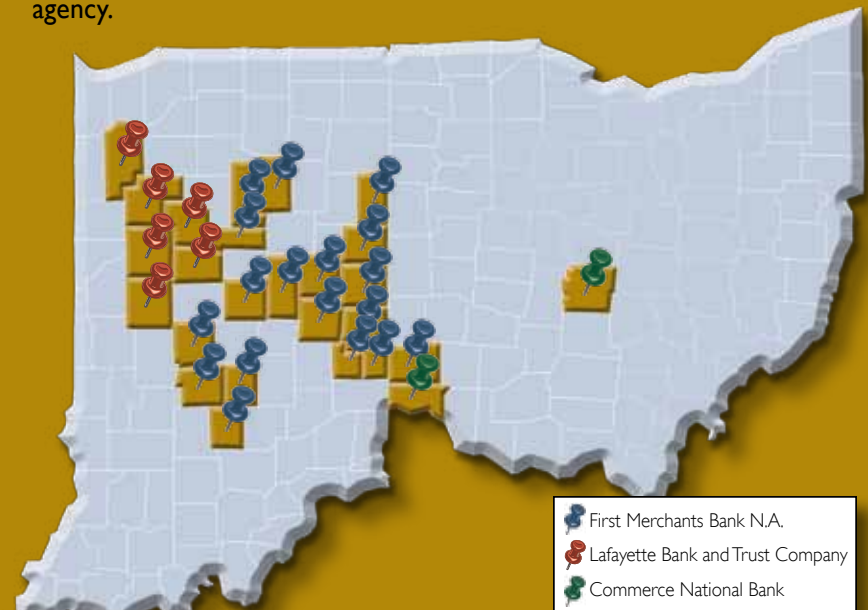 agency.
First Merchants Bank N.A.
Lafayette Bank and Trust Company
Commerce National Bank